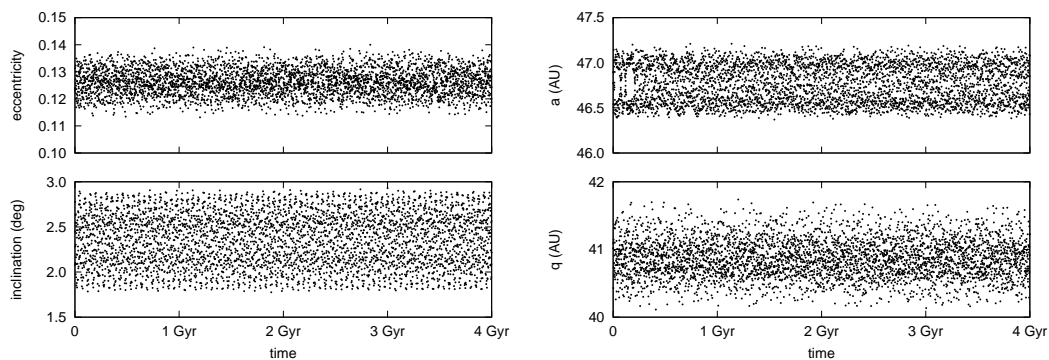 0.15
0.14
0.13
0.12
0.11
0.10
eccentricity
47.5
47.0
46.5
46.0
a (AU)
3.0
2.5
2.0
1.5
inclination (deg)
0 1 Gyr 2 Gyr 3 Gyr 4 Gyr
time
42
41
40
q (AU)
0 1 Gyr 2 Gyr 3 Gyr 4 Gyr
time